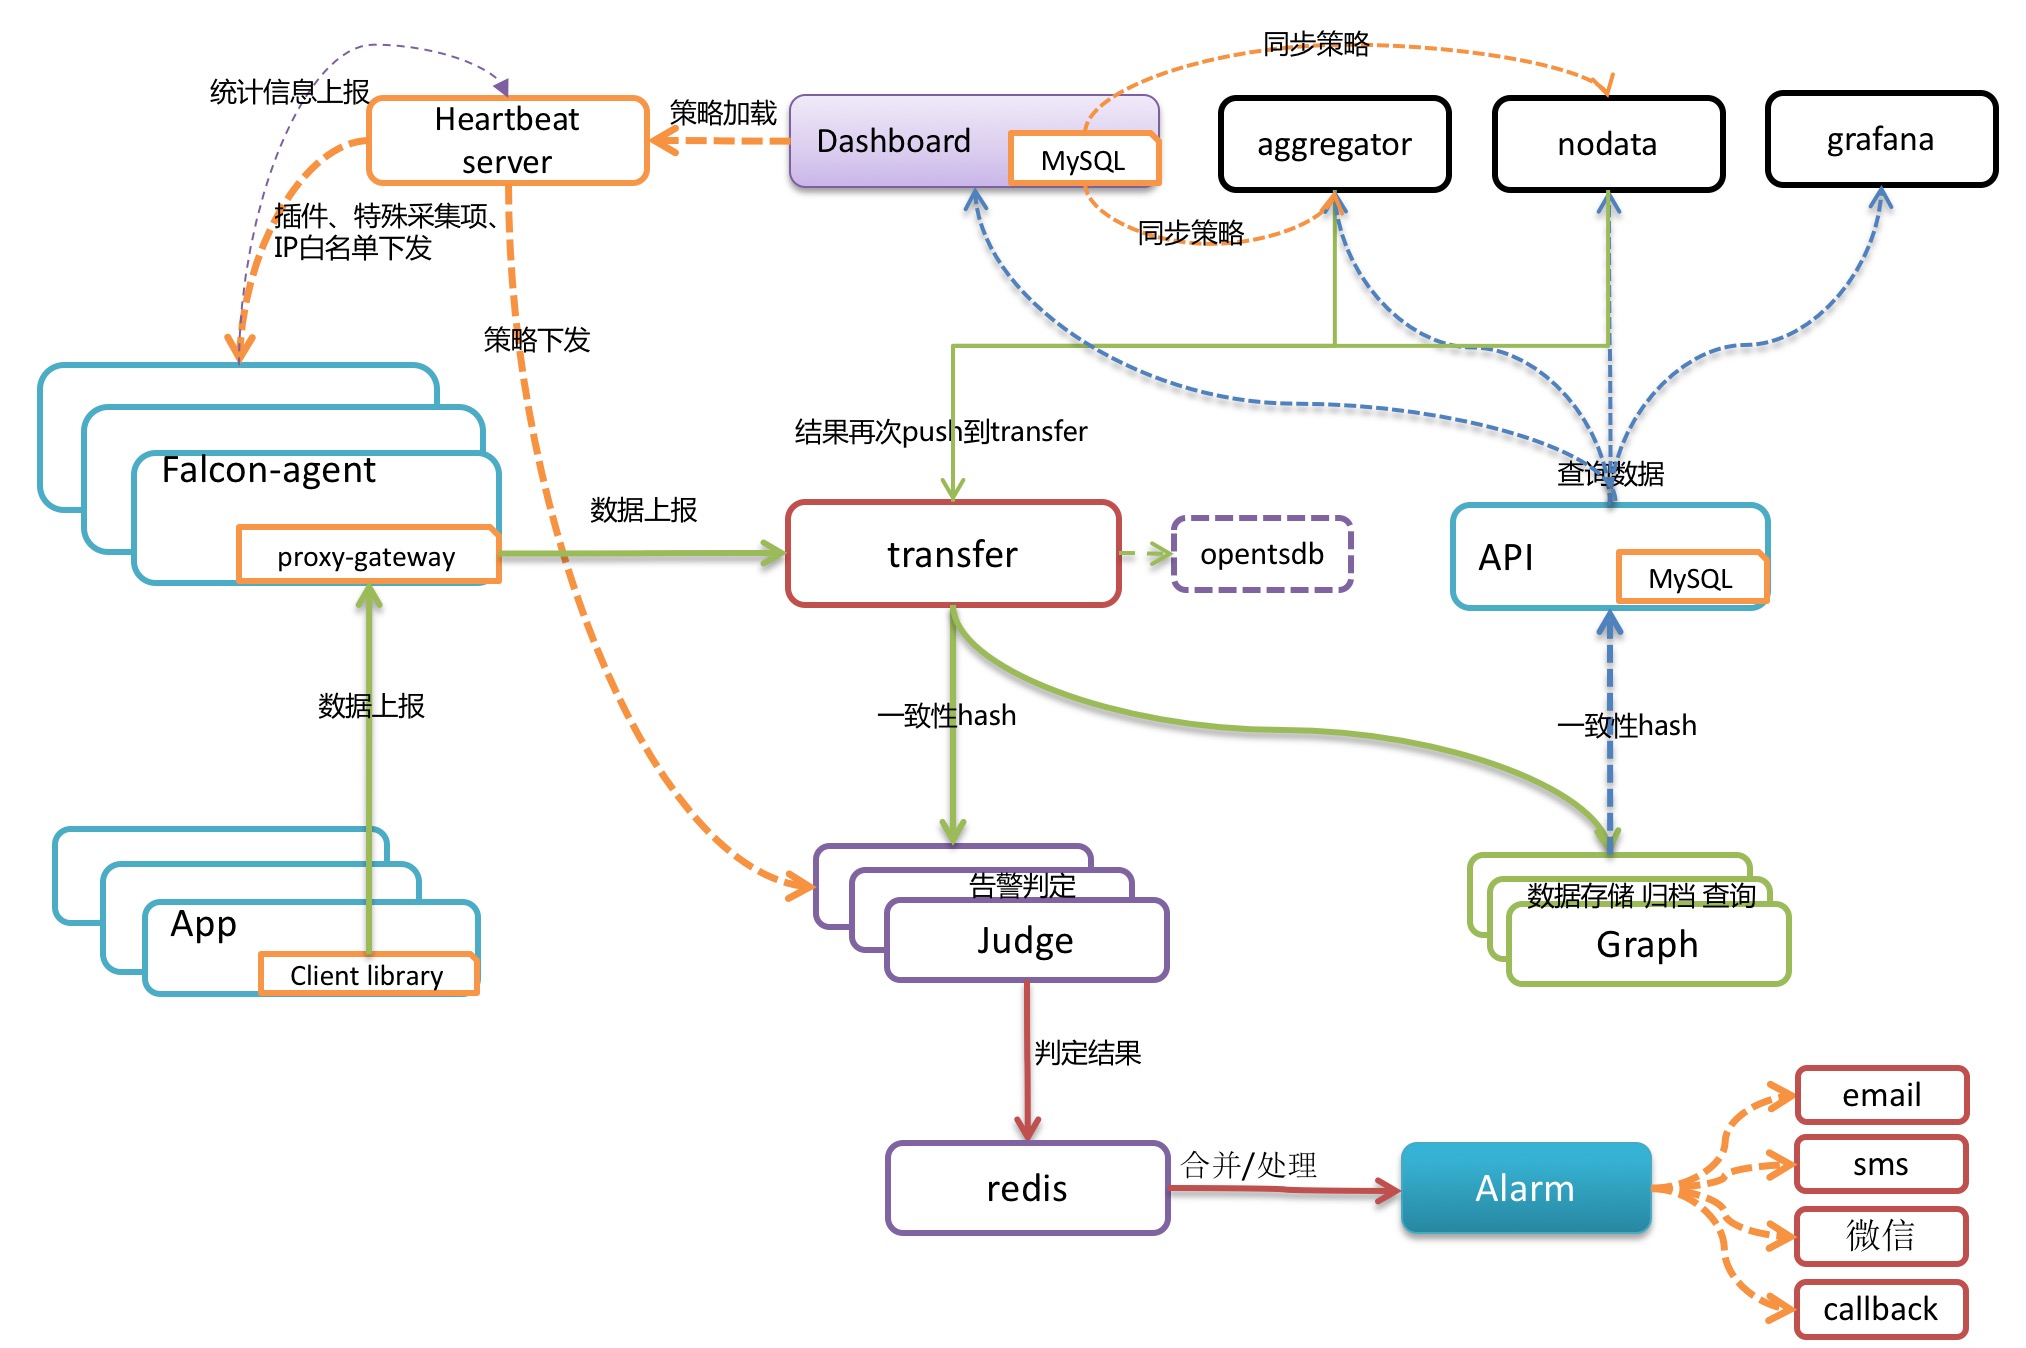 同步策略
统计信息上报
策略加载
Heartbeat
server
Dashboard
MySQL
aggregator
nodata
grafana
插件、特殊采集项、
IP白名单下发
同步策略
策略下发
结果再次push到transfer
查询数据
Falcon-agent
proxy-gateway
数据上报
transfer
opentsdb
API
MySQL
数据上报
一致性hash
一致性hash
告警判定
Judge
数据存储 归档 查询
Graph
App
Client library
判定结果
redis
合并/处理
Alarm
email
sms
微信
callback